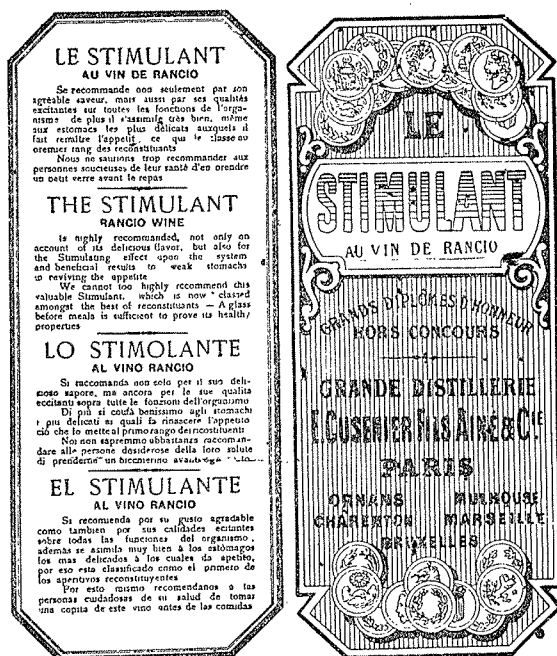 LE STIMULANT
AU VIN DE RANCIO
Se recommande non seulement par son
agréable saveur, mais aussi par ses qualités
excitantes sur toutes les fonctions de l'orga-
nisme de plus il s'assimile très bien, même
aux estomacs les plus délicats auxquels il
fait remaître l'appetit, ce qui le classe au
premier rang des reconstituants
Nous ne saurions trop recommander aux
personnes soucieuses de leur santé d'en prendre
un petit verre avant le repas
THE STIMULANT
RANCIO WINE
Is highly recommanded, not only on
account of its delicious flavor, but also for
the Stimulating effect upon the system
and beneficial results to weak stomachs
in reviving the appetite
We cannot too highly recommend this
valuable Stimulant, which is now classed
amongst the best of reconstituants — A glass
before meals is sufficient to prove its healthy
properties
LO STIMOLANTE
AL VINO RANCIO
Si raccomanda non solo per il suo deli-
cioso sapore, ma ancora per le sue qualita
eccitanti sopra tutte le funzioni dell'organismo
Di più si confà benissimo agli stomachi
i piu delicati ai quali fa rinascere l'appetito
ciò che lo mette al primo rango dei recostituenti
Noi non sapremmo abbastanza raccoman-
dare alle persone desiderose della loro salute
di prenderne un bicchierino avanti
EL STIMULANTE
AL VINO RANCIO
Se recomienda por su gusto agradable
como tambien por sus calidades ecitantes
sobre todas las funciones del organismo,
además se asimila muy bien à los estómagos
los mas delicados à los cuales da apetito,
por eso esta classificado como el primero de
los aperitivos reconstituyentes
Por esto mismo recomendamos a las
personas cuidadosas de su salud de tomar
una copita de este vino antes de las comidas
LE
STIMULANT
AU VIN DE RANCIO
GRANDS DIPLÔMES D'HONNEUR
HORS CONCOURS
GRANDE DISTILLERIE
E. CUSENIER FILS AINÉ & Cie
PARIS
ORNANS MULHOUSE
CHARENTON MARSEILLE
BRUXELLES